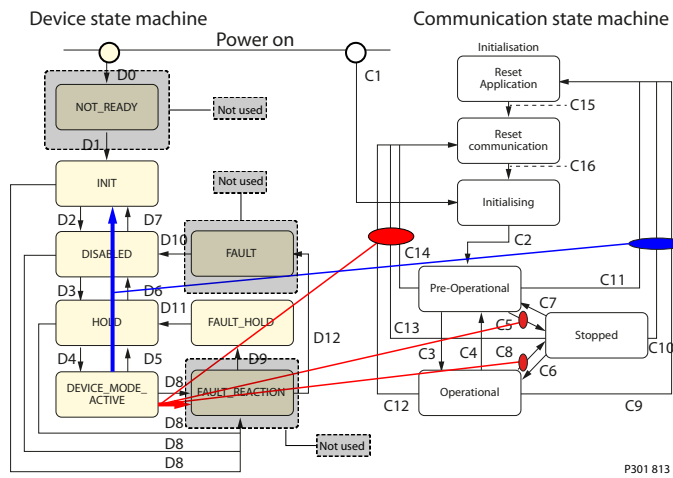 Device state machine
Communication state machine
Power on
Initialisation
D0
C1
Reset
Application
NOT_READY
Not used
C15
D1
Reset
communication
C16
Not used
INIT
Initialising
D2
D7
D10
C2
DISABLED
FAULT
C14
Pre-Operational
C11
D3
D6
D11
C7
HOLD
FAULT_HOLD
C5
Stopped
D12
C13
D4
D5
D9
C3
C4
C8
C10
C6
DEVICE_MODE_
ACTIVE
D8
FAULT_REACTION
Operational
C12
C9
D8
D8
Not used
D8
P301 813